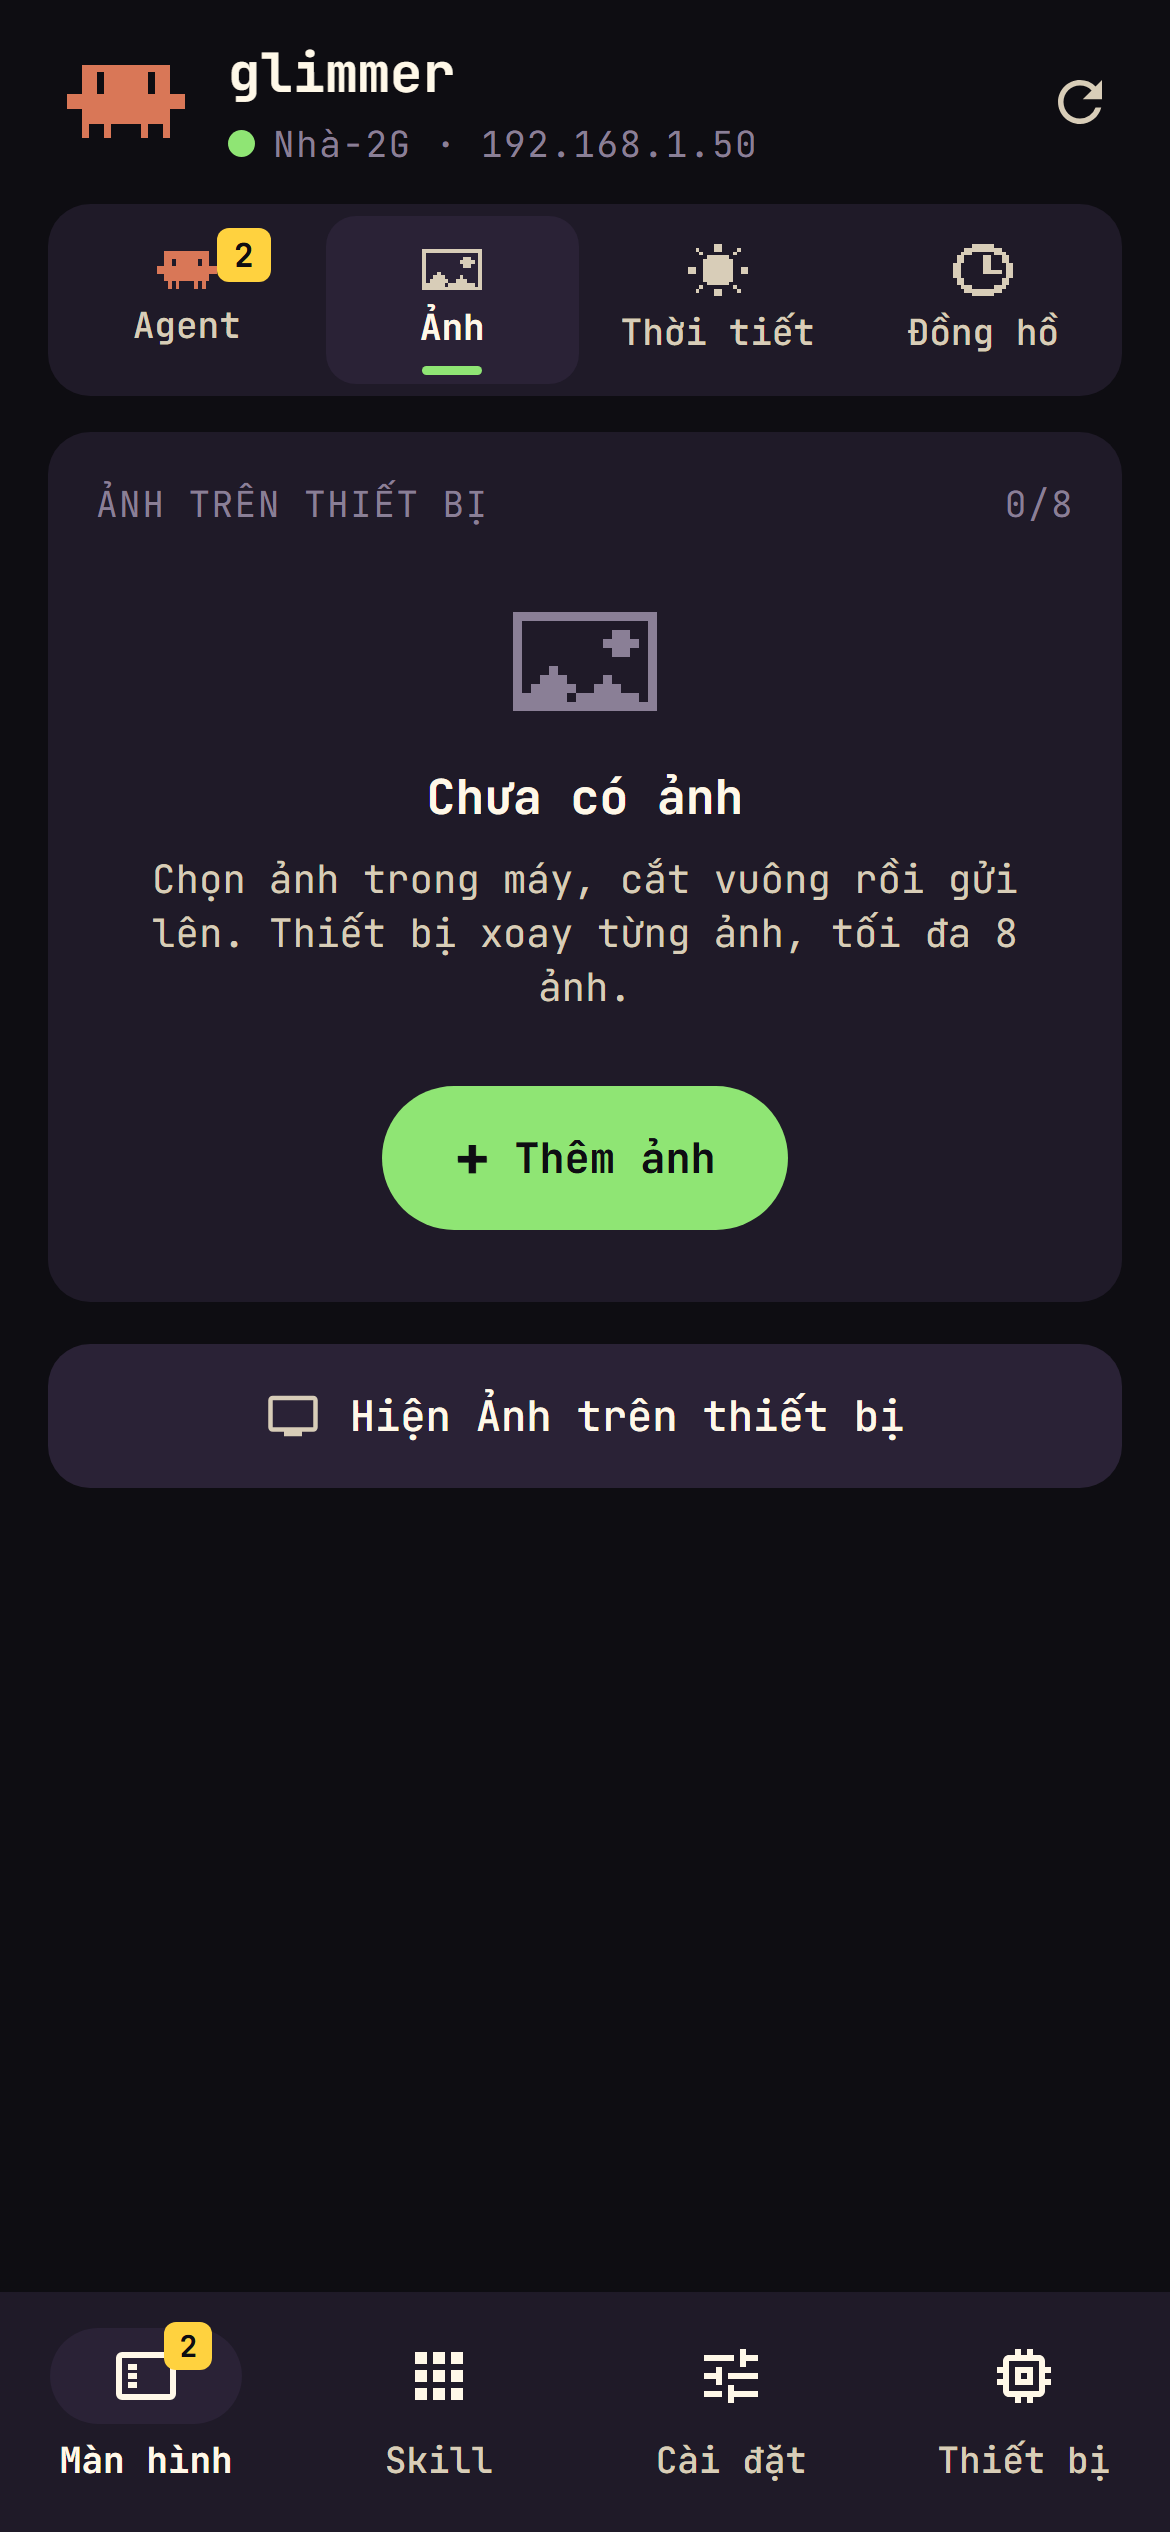 glimmer
Nhà-2G · 192.168.1.50
2
Agent
Ảnh
Thời tiết
Đồng hồ
ẢNH TRÊN THIẾT BỊ
0/8
Chưa có ảnh
Chọn ảnh trong máy, cắt vuông rồi gửi
lên. Thiết bị xoay từng ảnh, tối đa 8
ảnh.
+ Thêm ảnh
Hiện Ảnh trên thiết bị
2
Màn hình
Skill
Cài đặt
Thiết bị